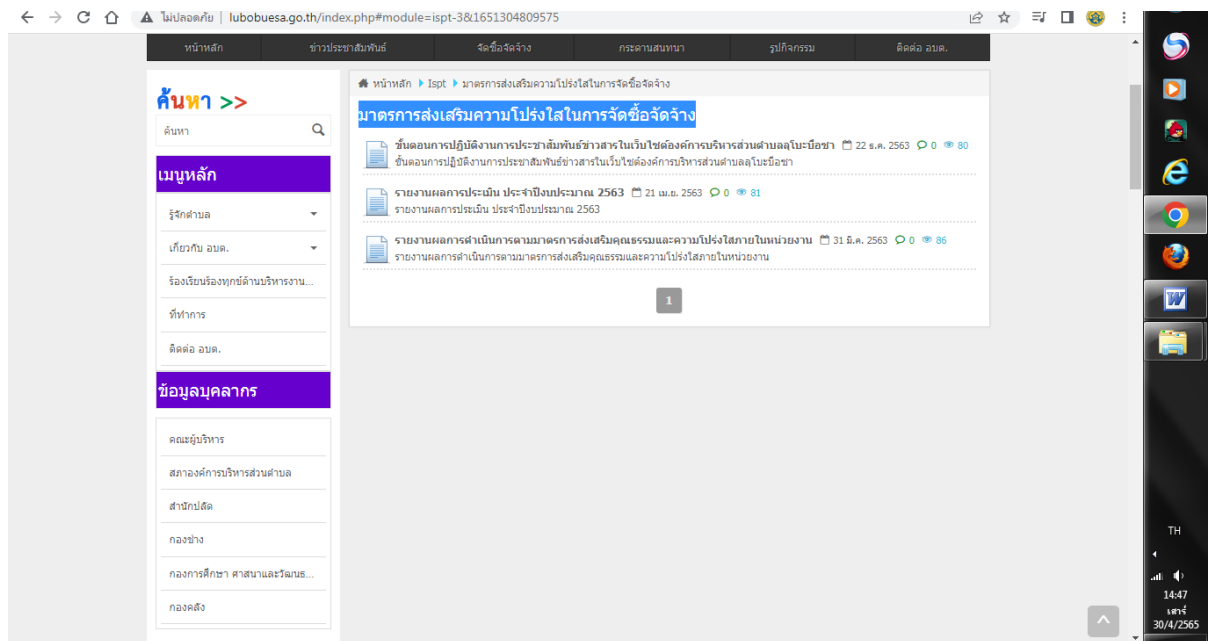 ไม่ปลอดภัย | lubobuesa.go.th/index.php#module=ispt-3&1651304809575
หน้าหลัก ข่าวประชาสัมพันธ์ จัดซื้อจัดจ้าง กระดานสนทนา รูปกิจกรรม ติดต่อ อบต.
ค้นหา >>
ค้นหา
เมนูหลัก
รู้จักตำบล
เกี่ยวกับ อบต.
ร้องเรียนร้องทุกข์ด้านบริหารงาน...
ที่ทำการ
ติดต่อ อบต.
ข้อมูลบุคลากร
คณะผู้บริหาร
สภาองค์การบริหารส่วนตำบล
สำนักปลัด
กองช่าง
กองการศึกษา ศาสนาและวัฒนธ...
กองคลัง
หน้าหลัก Ispt มาตรการส่งเสริมความโปร่งใสในการจัดซื้อจัดจ้าง
มาตรการส่งเสริมความโปร่งใสในการจัดซื้อจัดจ้าง
ขั้นตอนการปฏิบัติงานการประชาสัมพันธ์ข่าวสารในเว็บไซต์องค์การบริหารส่วนตำบลลุโบะบือซา 22 ธ.ค. 2563 0 80
ขั้นตอนการปฏิบัติงานการประชาสัมพันธ์ข่าวสารในเว็บไซต์องค์การบริหารส่วนตำบลลุโบะบือซา
รายงานผลการประเมิน ประจำปีงบประมาณ 2563 21 เม.ย. 2563 0 81
รายงานผลการประเมิน ประจำปีงบประมาณ 2563
รายงานผลการดำเนินการตามมาตรการส่งเสริมคุณธรรมและความโปร่งใสภายในหน่วยงาน 31 มี.ค. 2563 0 86
รายงานผลการดำเนินการตามมาตรการส่งเสริมคุณธรรมและความโปร่งใสภายในหน่วยงาน
1
TH
14:47
เสาร์
30/4/2565